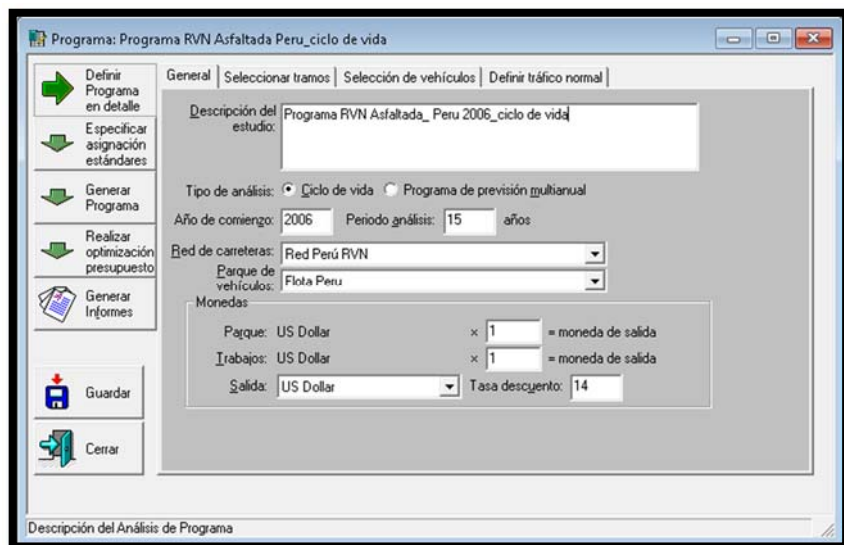 Programa: Programa RVN Asfaltada Peru_ciclo de vida
Definir
Programa
en detalle
Especificar
asignación
estándares
Generar
Programa
Realizar
optimización
presupuesto
Generar
Informes
Guardar
Cerrar
General Seleccionar tramos Selección de vehículos Definir tráfico normal
Descripción del
estudio:
Programa RVN Asfaltada_ Peru 2006_ciclo de vida
Tipo de análisis: Ciclo de vida Programa de previsión multianual
Año de comienzo: 2006 Periodo análisis: 15 años
Red de carreteras: Red Perú RVN
Parque de
vehículos: Flota Peru
Monedas
Parque: US Dollar × 1 = moneda de salida
Trabajos: US Dollar × 1 = moneda de salida
Salida: US Dollar Tasa descuento: 14
Descripción del Análisis de Programa